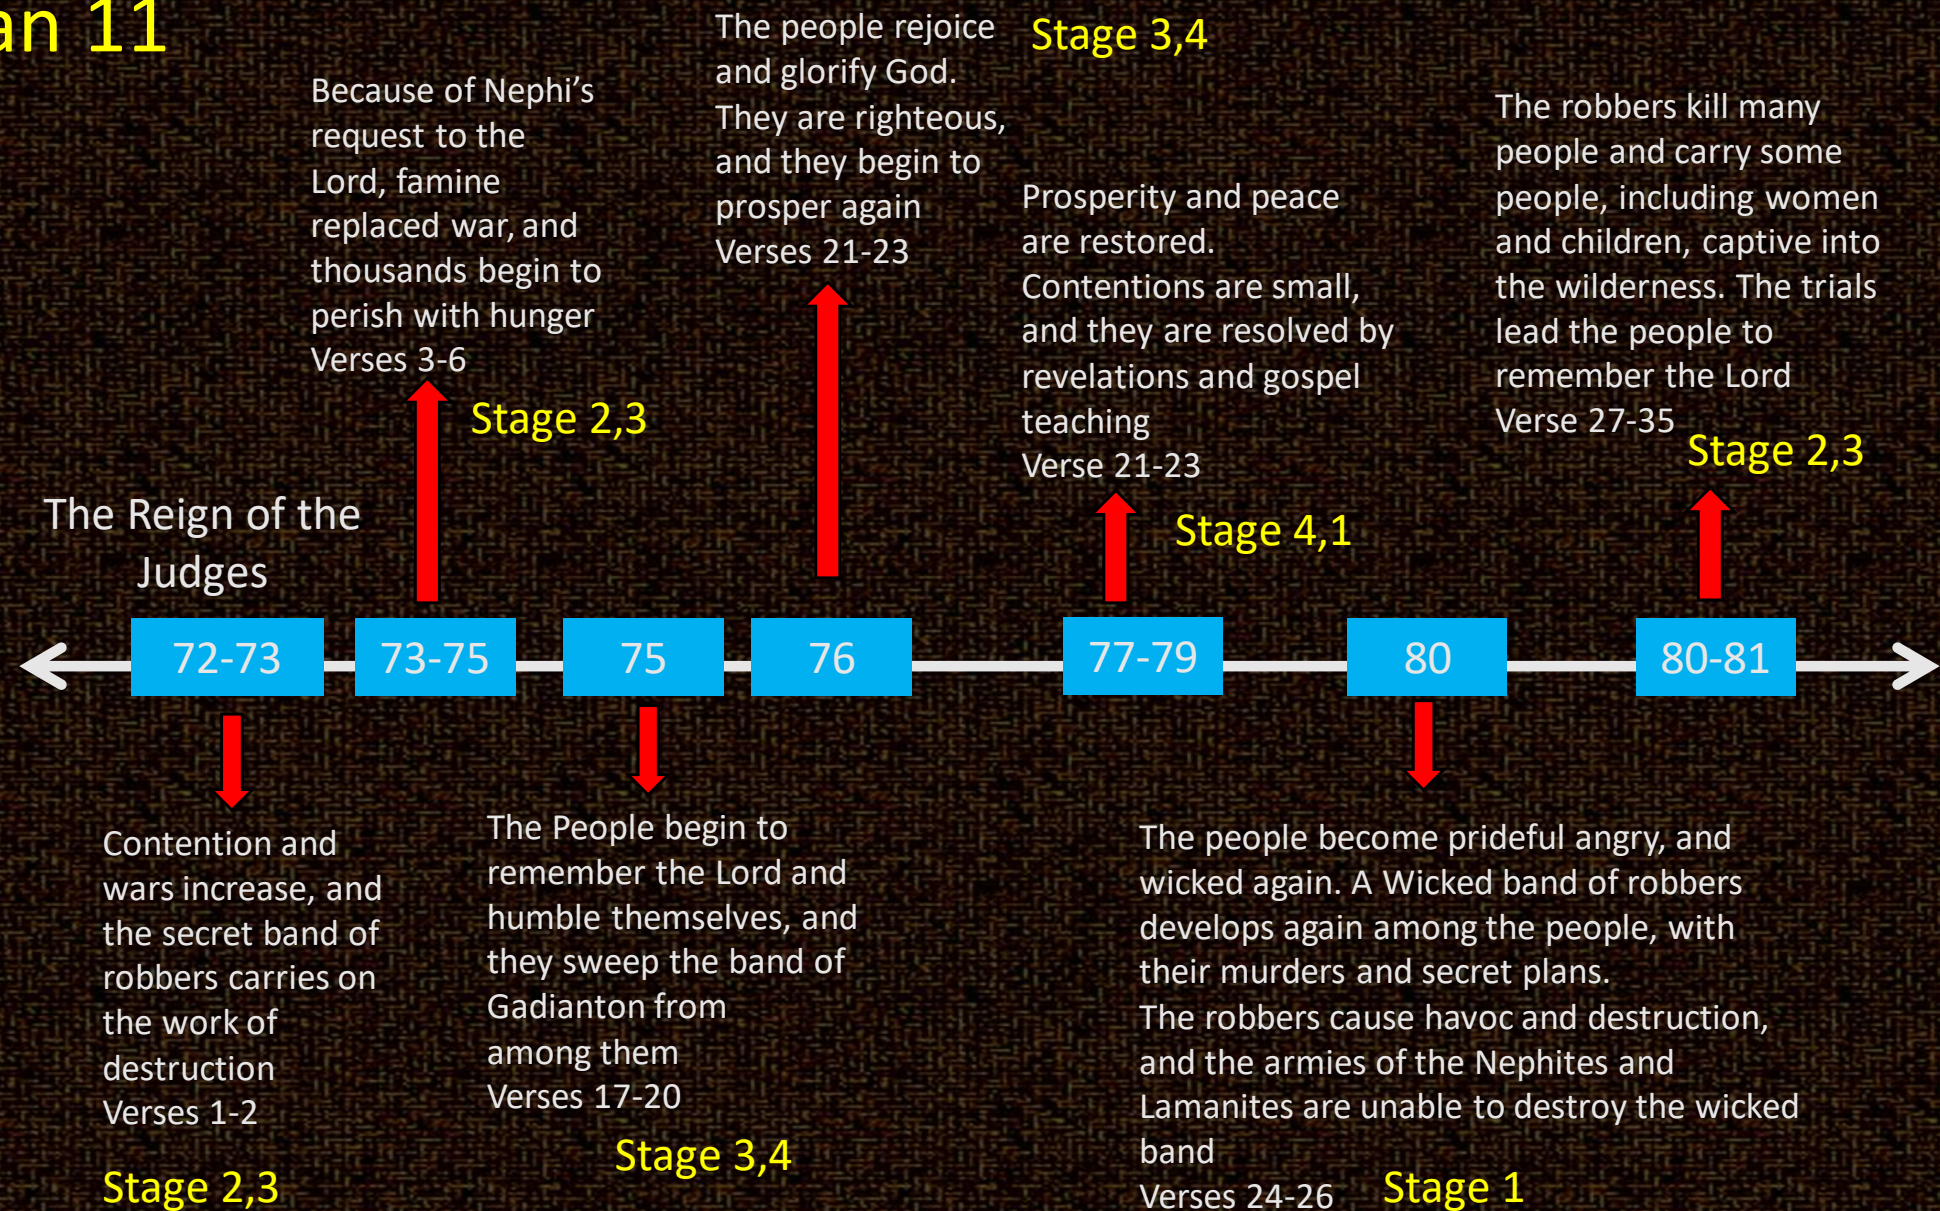 an 11
Because of Nephi’s
request to the
Lord, famine
replaced war, and
thousands begin to
perish with hunger
Verses 3-6
Stage 2,3
The people rejoice
and glorify God.
They are righteous,
and they begin to
prosper again
Verses 21-23
Stage 3,4
Prosperity and peace
are restored.
Contentions are small,
and they are resolved by
revelations and gospel
teaching
Verse 21-23
Stage 4,1
The robbers kill many
people and carry some
people, including women
and children, captive into
the wilderness. The trials
lead the people to
remember the Lord
Verse 27-35
Stage 2,3
The Reign of the
Judges
72-73
73-75
75
76
77-79
80
80-81
Contention and
wars increase, and
the secret band of
robbers carries on
the work of
destruction
Verses 1-2
Stage 2,3
The People begin to
remember the Lord and
humble themselves, and
they sweep the band of
Gadianton from
among them
Verses 17-20
Stage 3,4
The people become prideful angry, and
wicked again. A Wicked band of robbers
develops again among the people, with
their murders and secret plans.
The robbers cause havoc and destruction,
and the armies of the Nephites and
Lamanites are unable to destroy the wicked
band
Verses 24-26
Stage 1